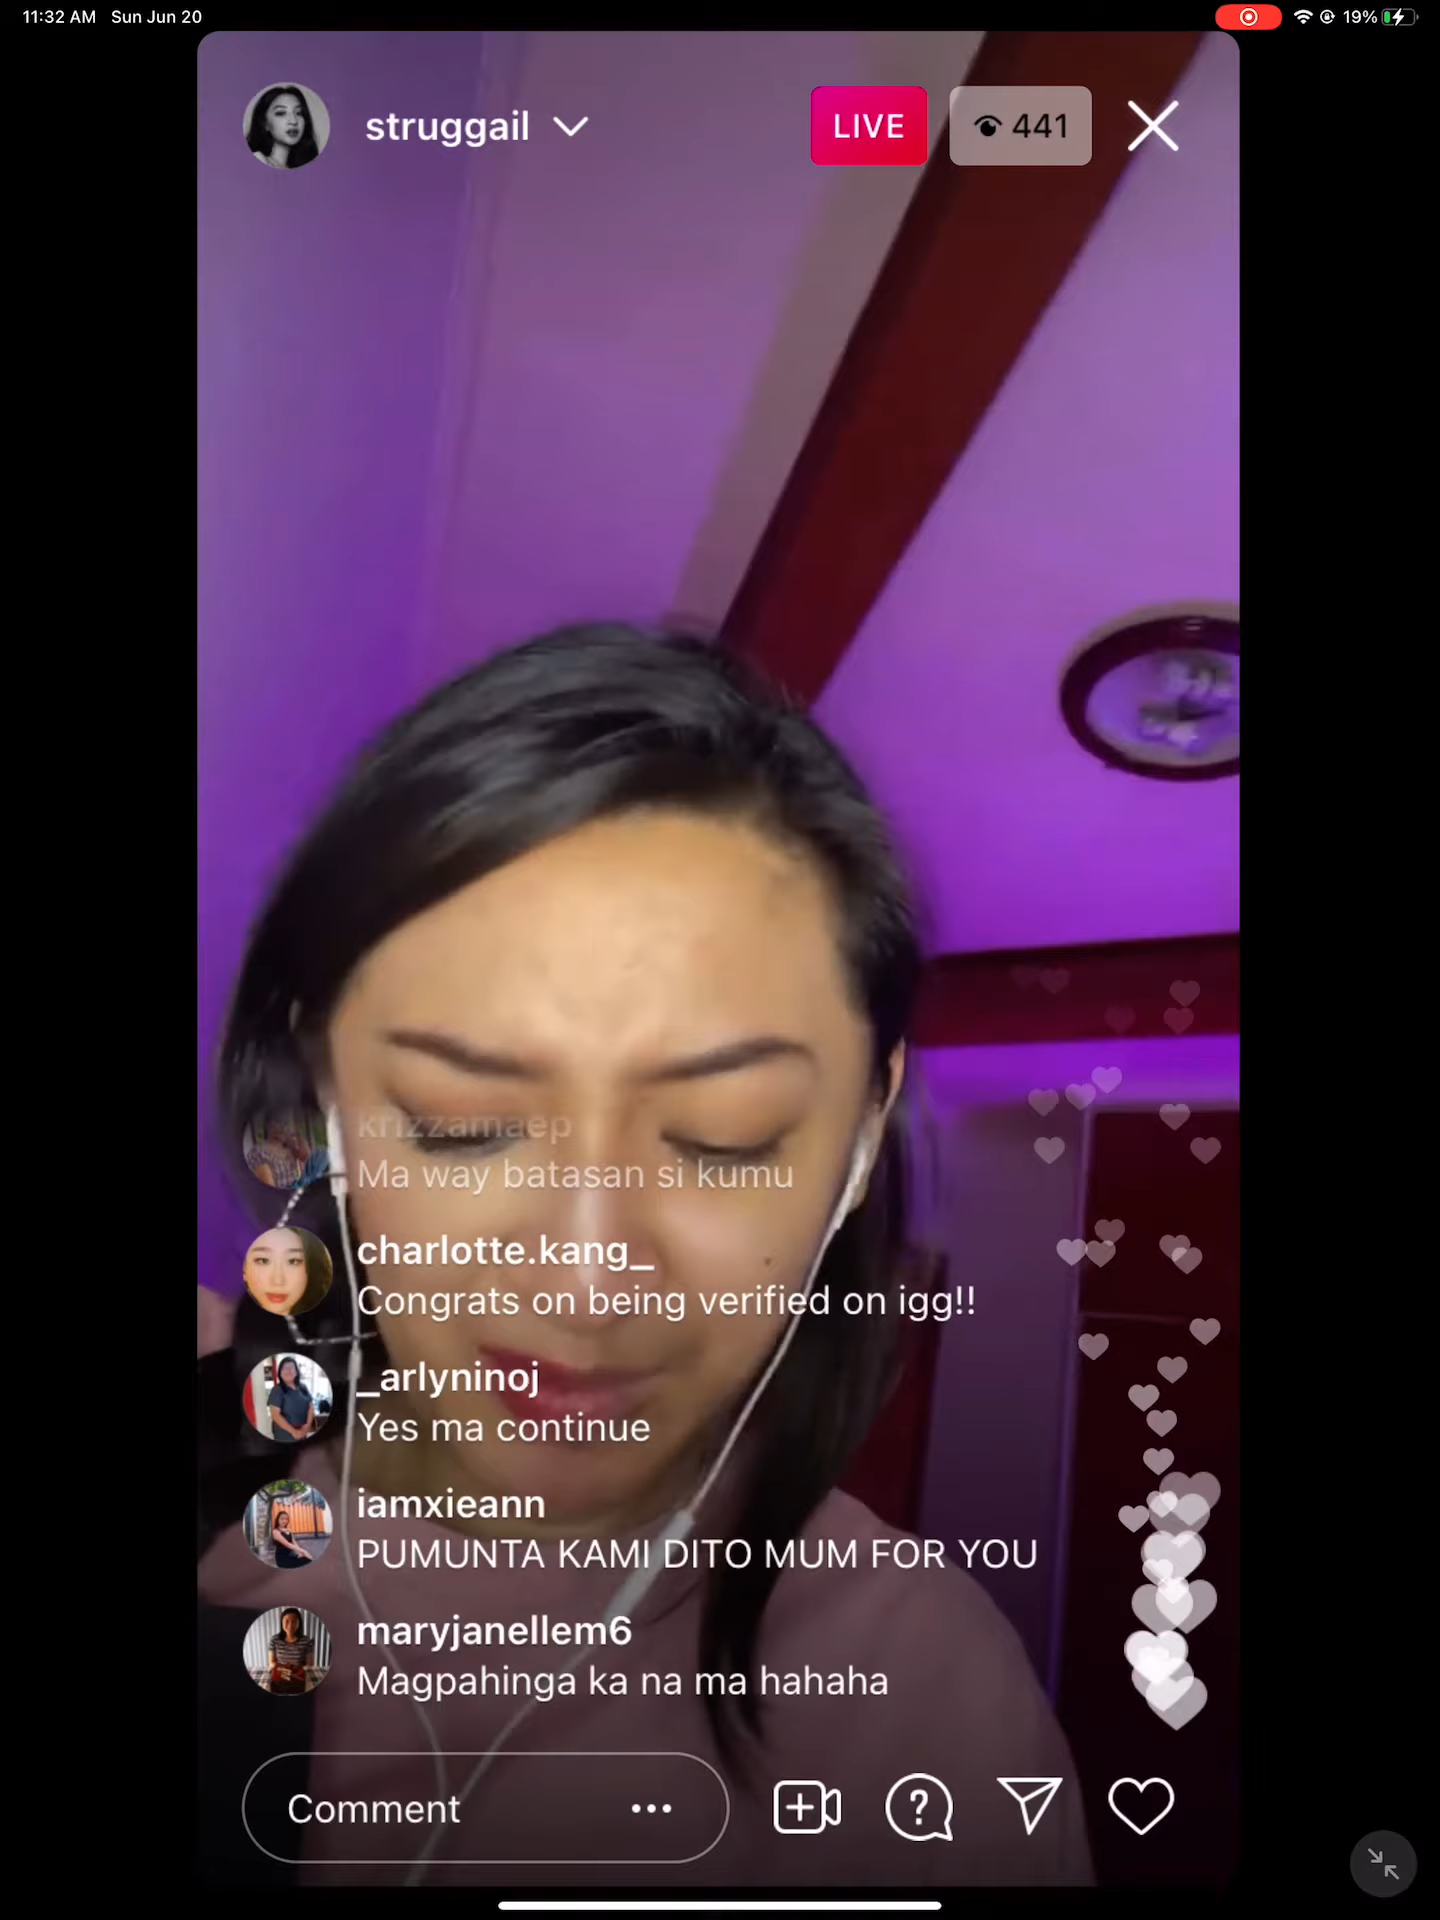 11:32 AM Sun Jun 20
19%
struggail
LIVE
441
krizzamaep
Ma way batasan si kumu
charlotte.kang_
Congrats on being verified on igg!!
_arlyninoj
Yes ma continue
iamxieann
PUMUNTA KAMI DITO MUM FOR YOU
maryjanellem6
Magpahinga ka na ma hahaha
Comment